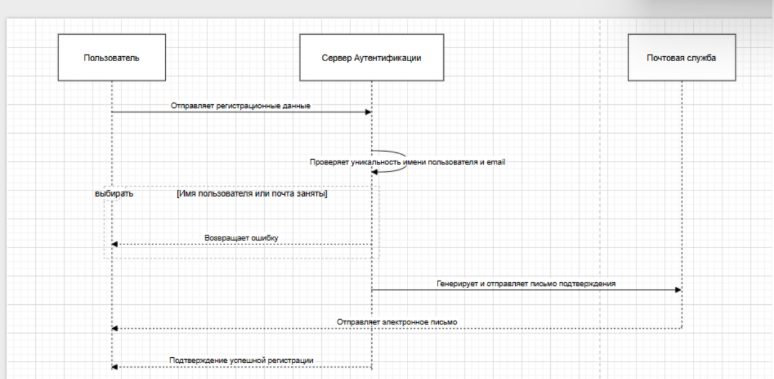 Пользователь
Сервер Аутентификации
Почтовая служба
Отправляет регистрационные данные
Проверяет уникальность имени пользователя и email
выбирать
[Имя пользователя или почта заняты]
Возвращает ошибку
Генерирует и отправляет письмо подтверждения
Отправляет электронное письмо
Подтверждение успешной регистрации